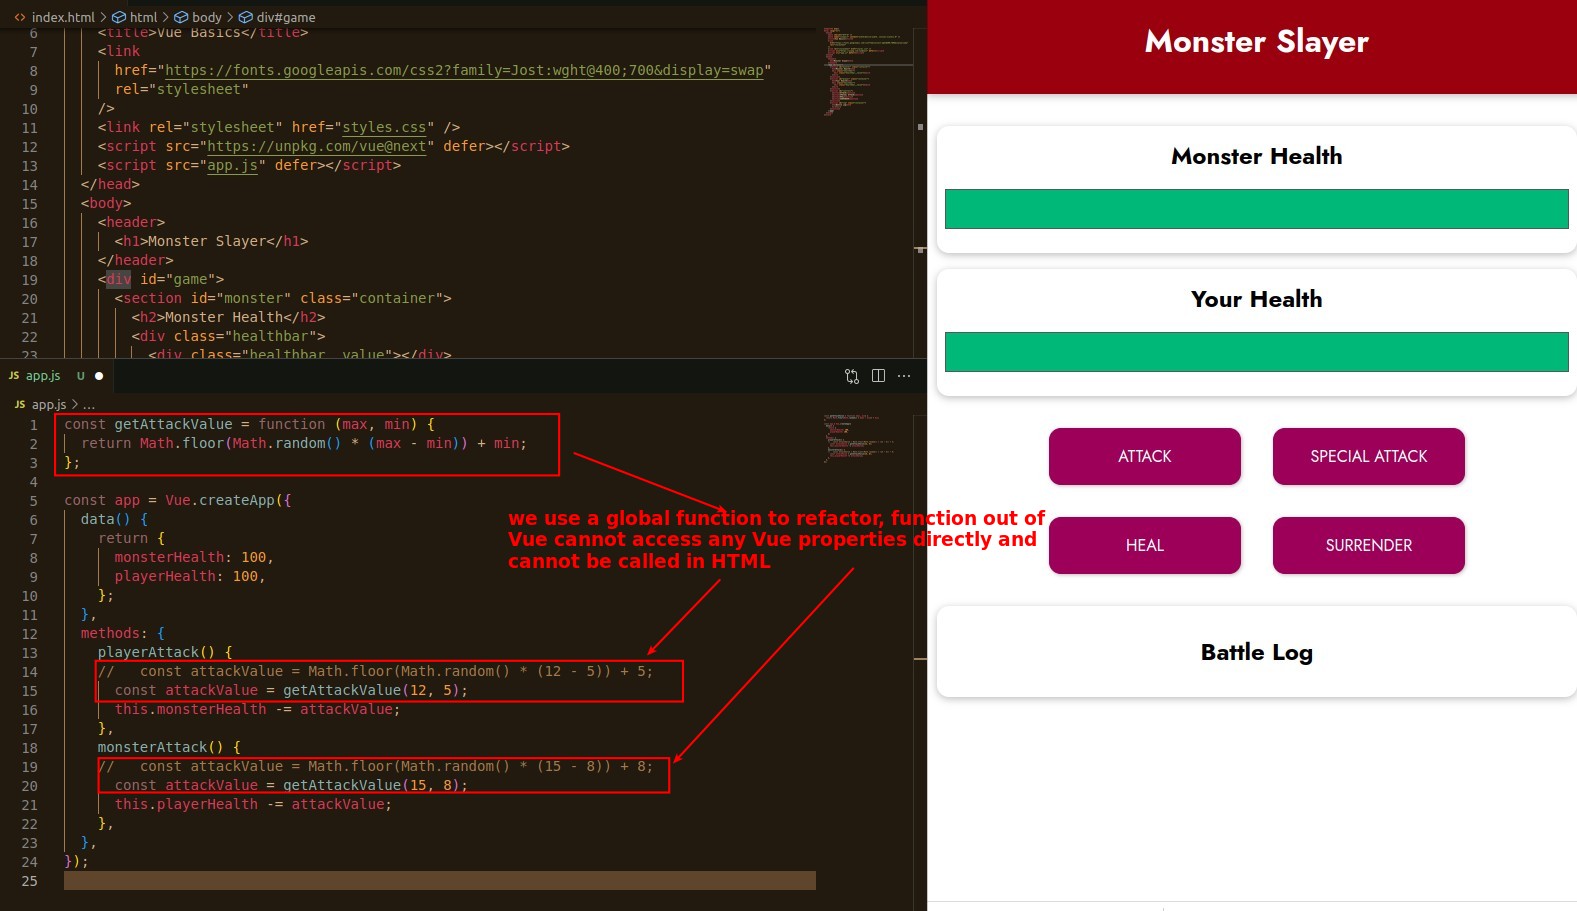 <> index.html > html > body > div#game
6 <title>Vue Basics</title>
7 <link
8 href="https://fonts.googleapis.com/css2?family=Jost:wght@400;700&display=swap"
9 rel="stylesheet"
10 />
11 <link rel="stylesheet" href="styles.css" />
12 <script src="https://unpkg.com/vue@next" defer></script>
13 <script src="app.js" defer></script>
14 </head>
15 <body>
16 <header>
17 <h1>Monster Slayer</h1>
18 </header>
19 <div id="game">
20 <section id="monster" class="container">
21 <h2>Monster Health</h2>
22 <div class="healthbar">
23 <div class="healthbar__value"></div>
JS app.js U
JS app.js > ...
1 const getAttackValue = function (max, min) {
2 return Math.floor(Math.random() * (max - min)) + min;
3 };
4
5 const app = Vue.createApp({
6 data() {
7 return {
8 monsterHealth: 100,
9 playerHealth: 100,
10 };
11 },
12 methods: {
13 playerAttack() {
14 // const attackValue = Math.floor(Math.random() * (12 - 5)) + 5;
15 const attackValue = getAttackValue(12, 5);
16 this.monsterHealth -= attackValue;
17 },
18 monsterAttack() {
19 // const attackValue = Math.floor(Math.random() * (15 - 8)) + 8;
20 const attackValue = getAttackValue(15, 8);
21 this.playerHealth -= attackValue;
22 },
23 },
24 });
25
we use a global function to refactor, function out of
Vue cannot access any Vue properties directly and
cannot be called in HTML
Monster Slayer
Monster Health
Your Health
ATTACK
SPECIAL ATTACK
HEAL
SURRENDER
Battle Log